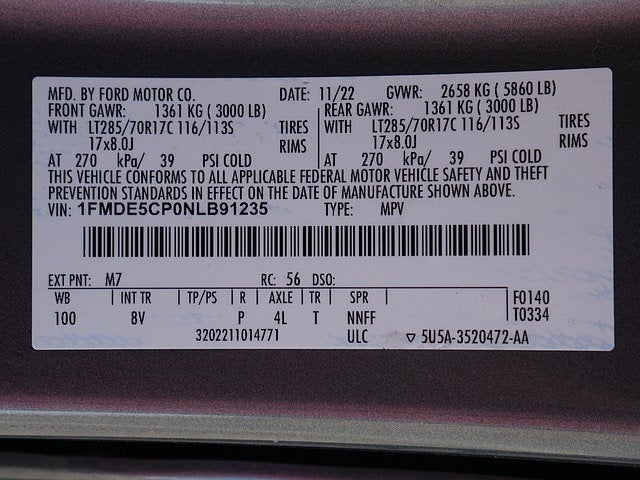 MFD. BY FORD MOTOR CO. DATE: 11/22 GVWR: 2658 KG ( 5860 LB)
FRONT GAWR: 1361 KG ( 3000 LB) REAR GAWR: 1361 KG ( 3000 LB)
WITH LT285/70R17C 116/113S TIRES WITH LT285/70R17C 116/113S TIRES
17x8.0J RIMS 17x8.0J RIMS
AT 270 kPa/ 39 PSI COLD AT 270 kPa/ 39 PSI COLD
THIS VEHICLE CONFORMS TO ALL APPLICABLE FEDERAL MOTOR VEHICLE SAFETY AND THEFT
PREVENTION STANDARDS IN EFFECT ON THE DATE OF MANUFACTURE SHOWN ABOVE.
VIN: 1FMDE5CP0NLB91235 TYPE: MPV
EXT PNT: M7 RC: 56 DSO:
WB INT TR TP/PS R AXLE TR SPR F0140
100 8V P 4L T NNFF T0334
3202211014771 ULC ▽ 5U5A-3520472-AA